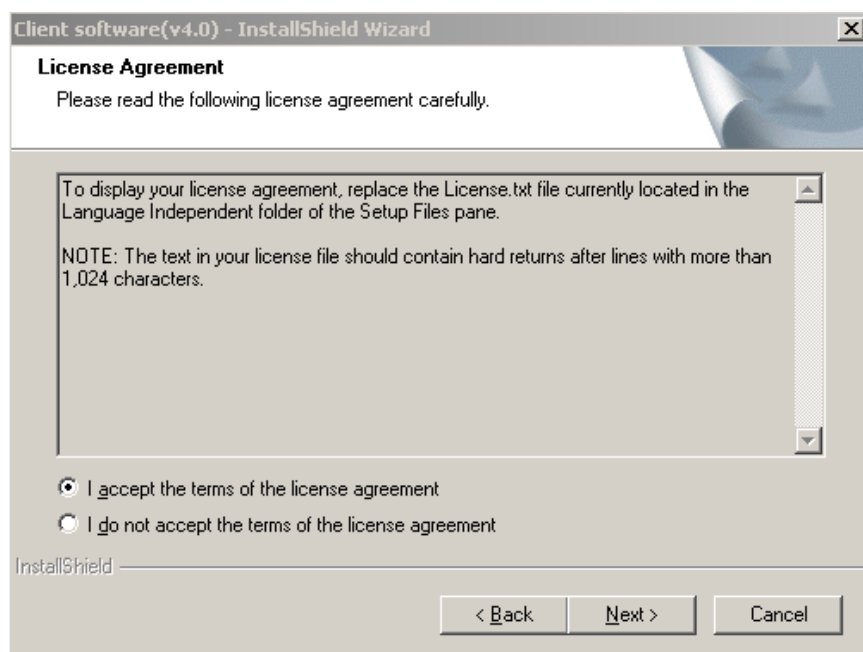 Client software(v4.0) - InstallShield Wizard
License Agreement
Please read the following license agreement carefully.
To display your license agreement, replace the License.txt file currently located in the
Language Independent folder of the Setup Files pane.
NOTE: The text in your license file should contain hard returns after lines with more than
1,024 characters.
I accept the terms of the license agreement
I do not accept the terms of the license agreement
InstallShield
< Back Next > Cancel